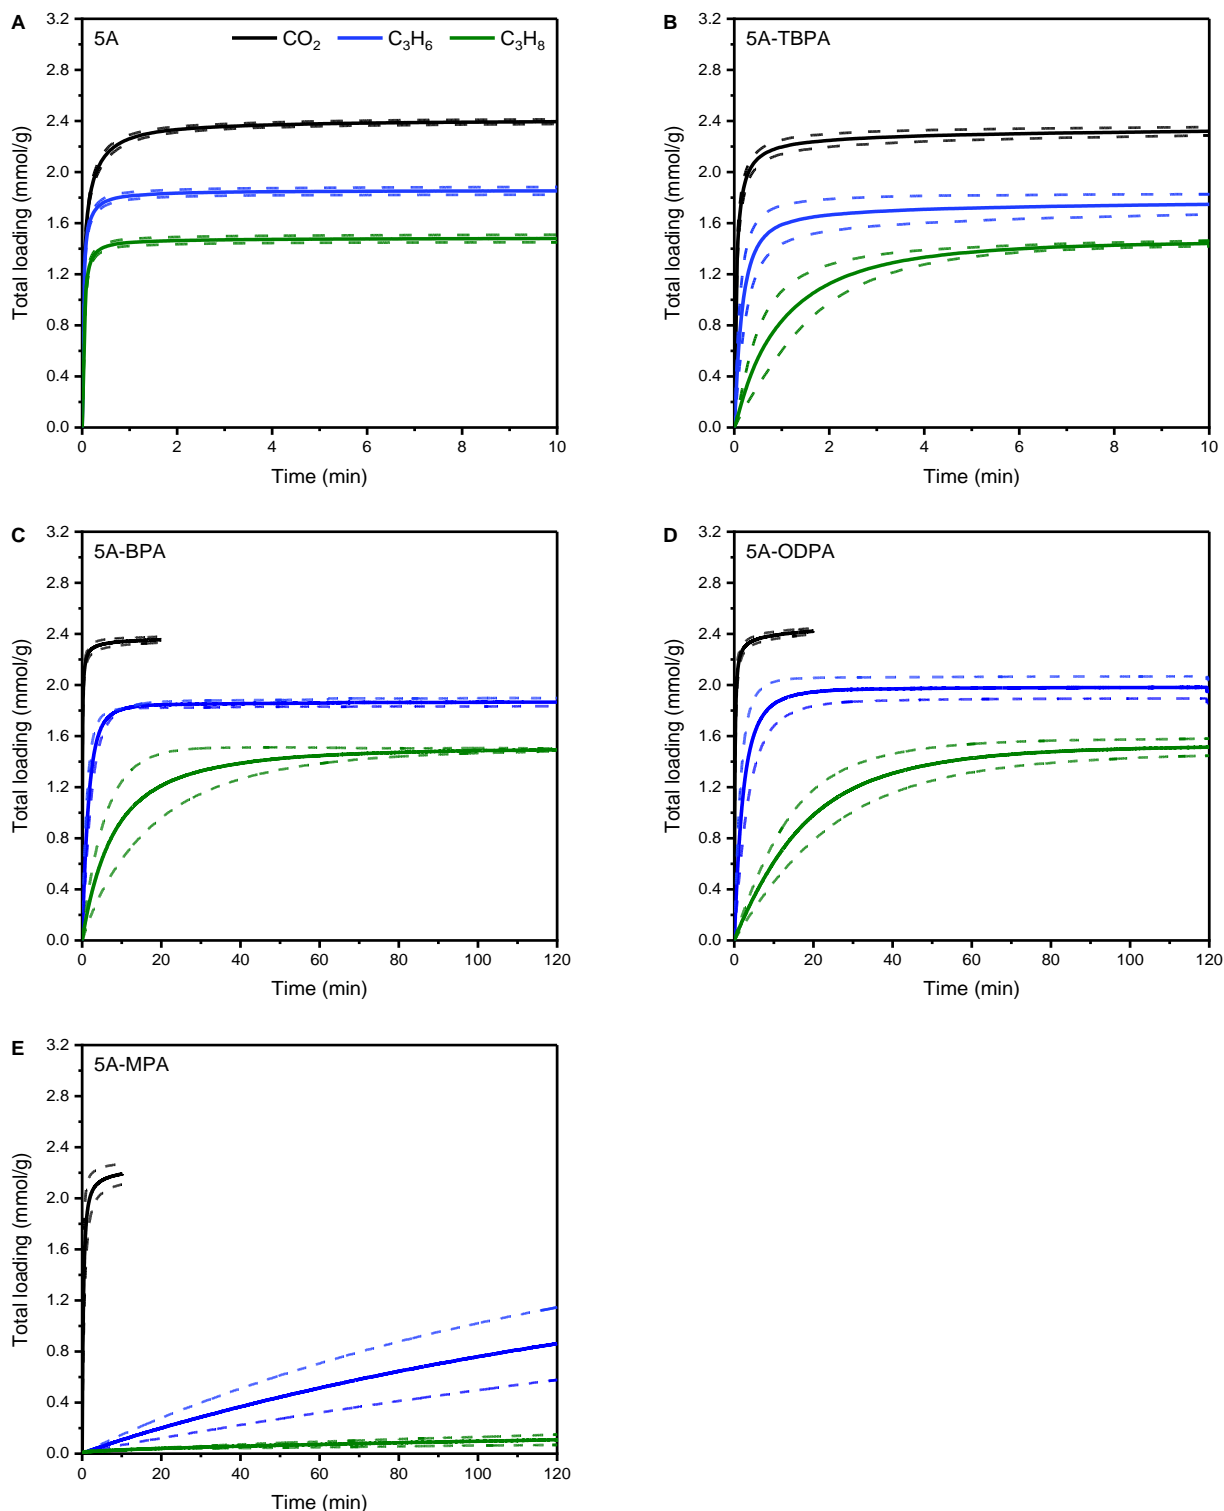 A
5A
CO₂
C₃H₆
C₃H₈
3.2
2.8
2.4
2.0
1.6
1.2
0.8
0.4
0.0
Total loading (mmol/g)
0 2 4 6 8 10
Time (min)
B
5A-TBPA
3.2
2.8
2.4
2.0
1.6
1.2
0.8
0.4
0.0
Total loading (mmol/g)
0 2 4 6 8 10
Time (min)
C
5A-BPA
3.2
2.8
2.4
2.0
1.6
1.2
0.8
0.4
0.0
Total loading (mmol/g)
0 20 40 60 80 100 120
Time (min)
D
5A-ODPA
3.2
2.8
2.4
2.0
1.6
1.2
0.8
0.4
0.0
Total loading (mmol/g)
0 20 40 60 80 100 120
Time (min)
E
5A-MPA
3.2
2.8
2.4
2.0
1.6
1.2
0.8
0.4
0.0
Total loading (mmol/g)
0 20 40 60 80 100 120
Time (min)